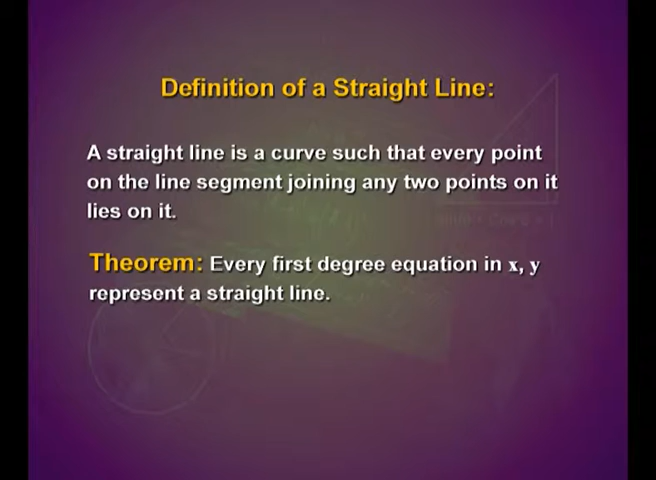 Definition of a Straight Line:
A straight line is a curve such that every point
on the line segment joining any two points on it
lies on it.
Theorem: Every first degree equation in x, y
represent a straight line.